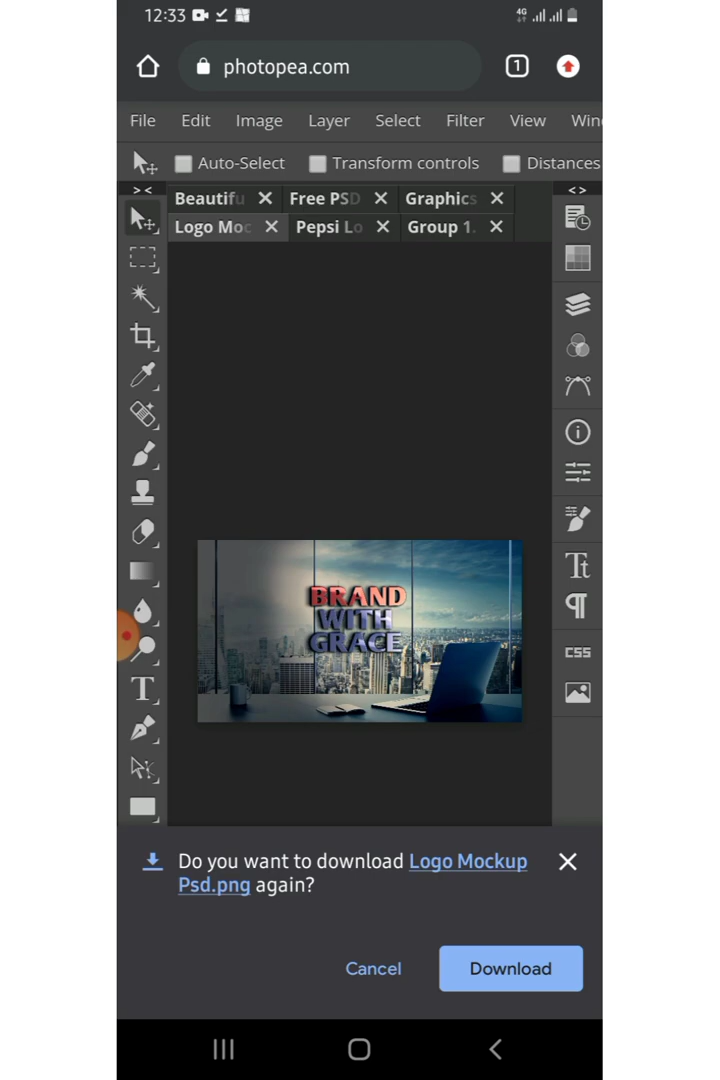 12:33 4G
photopea.com 1
File Edit Image Layer Select Filter View Win
Auto-Select Transform controls Distances
> < < >
Beautifu Free PSD Graphics
Logo Moc Pepsi Lo Group 1.
BRAND
WITH
GRACE
T
Tt
CSS
Do you want to download Logo Mockup
Psd.png again?
Cancel Download